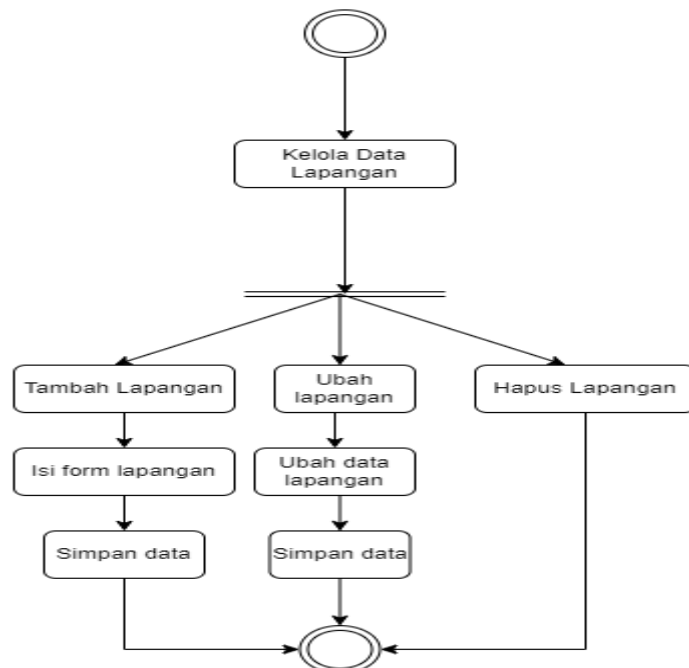 Kelola Data
Lapangan
Tambah Lapangan
Ubah
lapangan
Hapus Lapangan
Isi form lapangan
Ubah data
lapangan
Simpan data
Simpan data